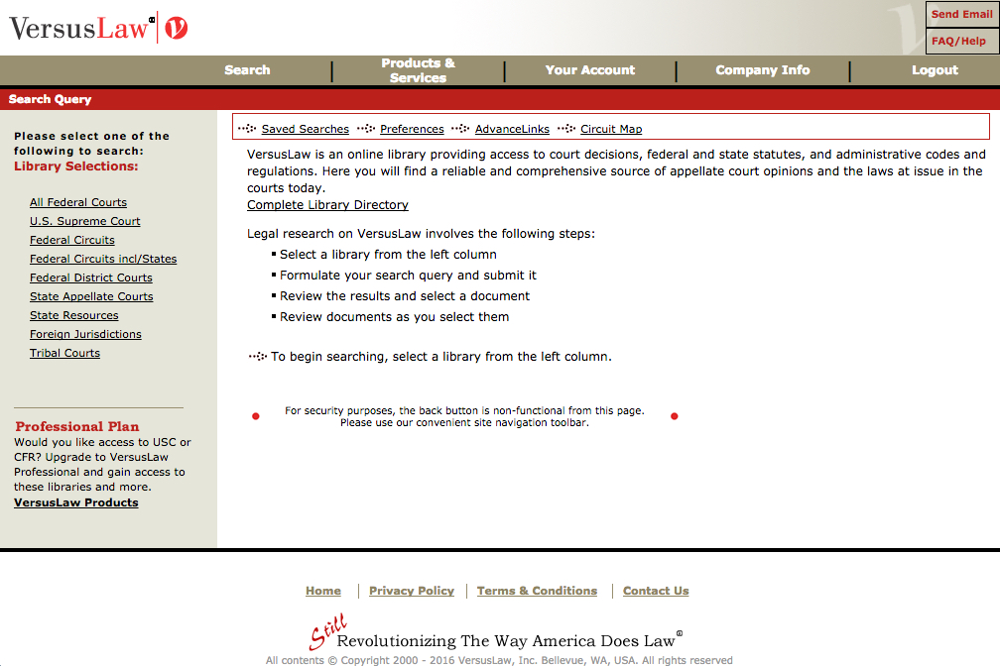 VersusLaw®
Send Email
FAQ/Help
Search
Products &
Services
Your Account
Company Info
Logout
Search Query
Please select one of the
following to search:
Library Selections:
All Federal Courts
U.S. Supreme Court
Federal Circuits
Federal Circuits incl/States
Federal District Courts
State Appellate Courts
State Resources
Foreign Jurisdictions
Tribal Courts
Professional Plan
Would you like access to USC or
CFR? Upgrade to VersusLaw
Professional and gain access to
these libraries and more.
VersusLaw Products
Saved Searches Preferences AdvanceLinks Circuit Map
VersusLaw is an online library providing access to court decisions, federal and state statutes, and administrative codes and
regulations. Here you will find a reliable and comprehensive source of appellate court opinions and the laws at issue in the
courts today.
Complete Library Directory
Legal research on VersusLaw involves the following steps:
▪ Select a library from the left column
▪ Formulate your search query and submit it
▪ Review the results and select a document
▪ Review documents as you select them
To begin searching, select a library from the left column.
For security purposes, the back button is non-functional from this page.
Please use our convenient site navigation toolbar.
Home | Privacy Policy | Terms & Conditions | Contact Us
Still Revolutionizing The Way America Does Law®
All contents © Copyright 2000 - 2016 VersusLaw, Inc. Bellevue, WA, USA. All rights reserved